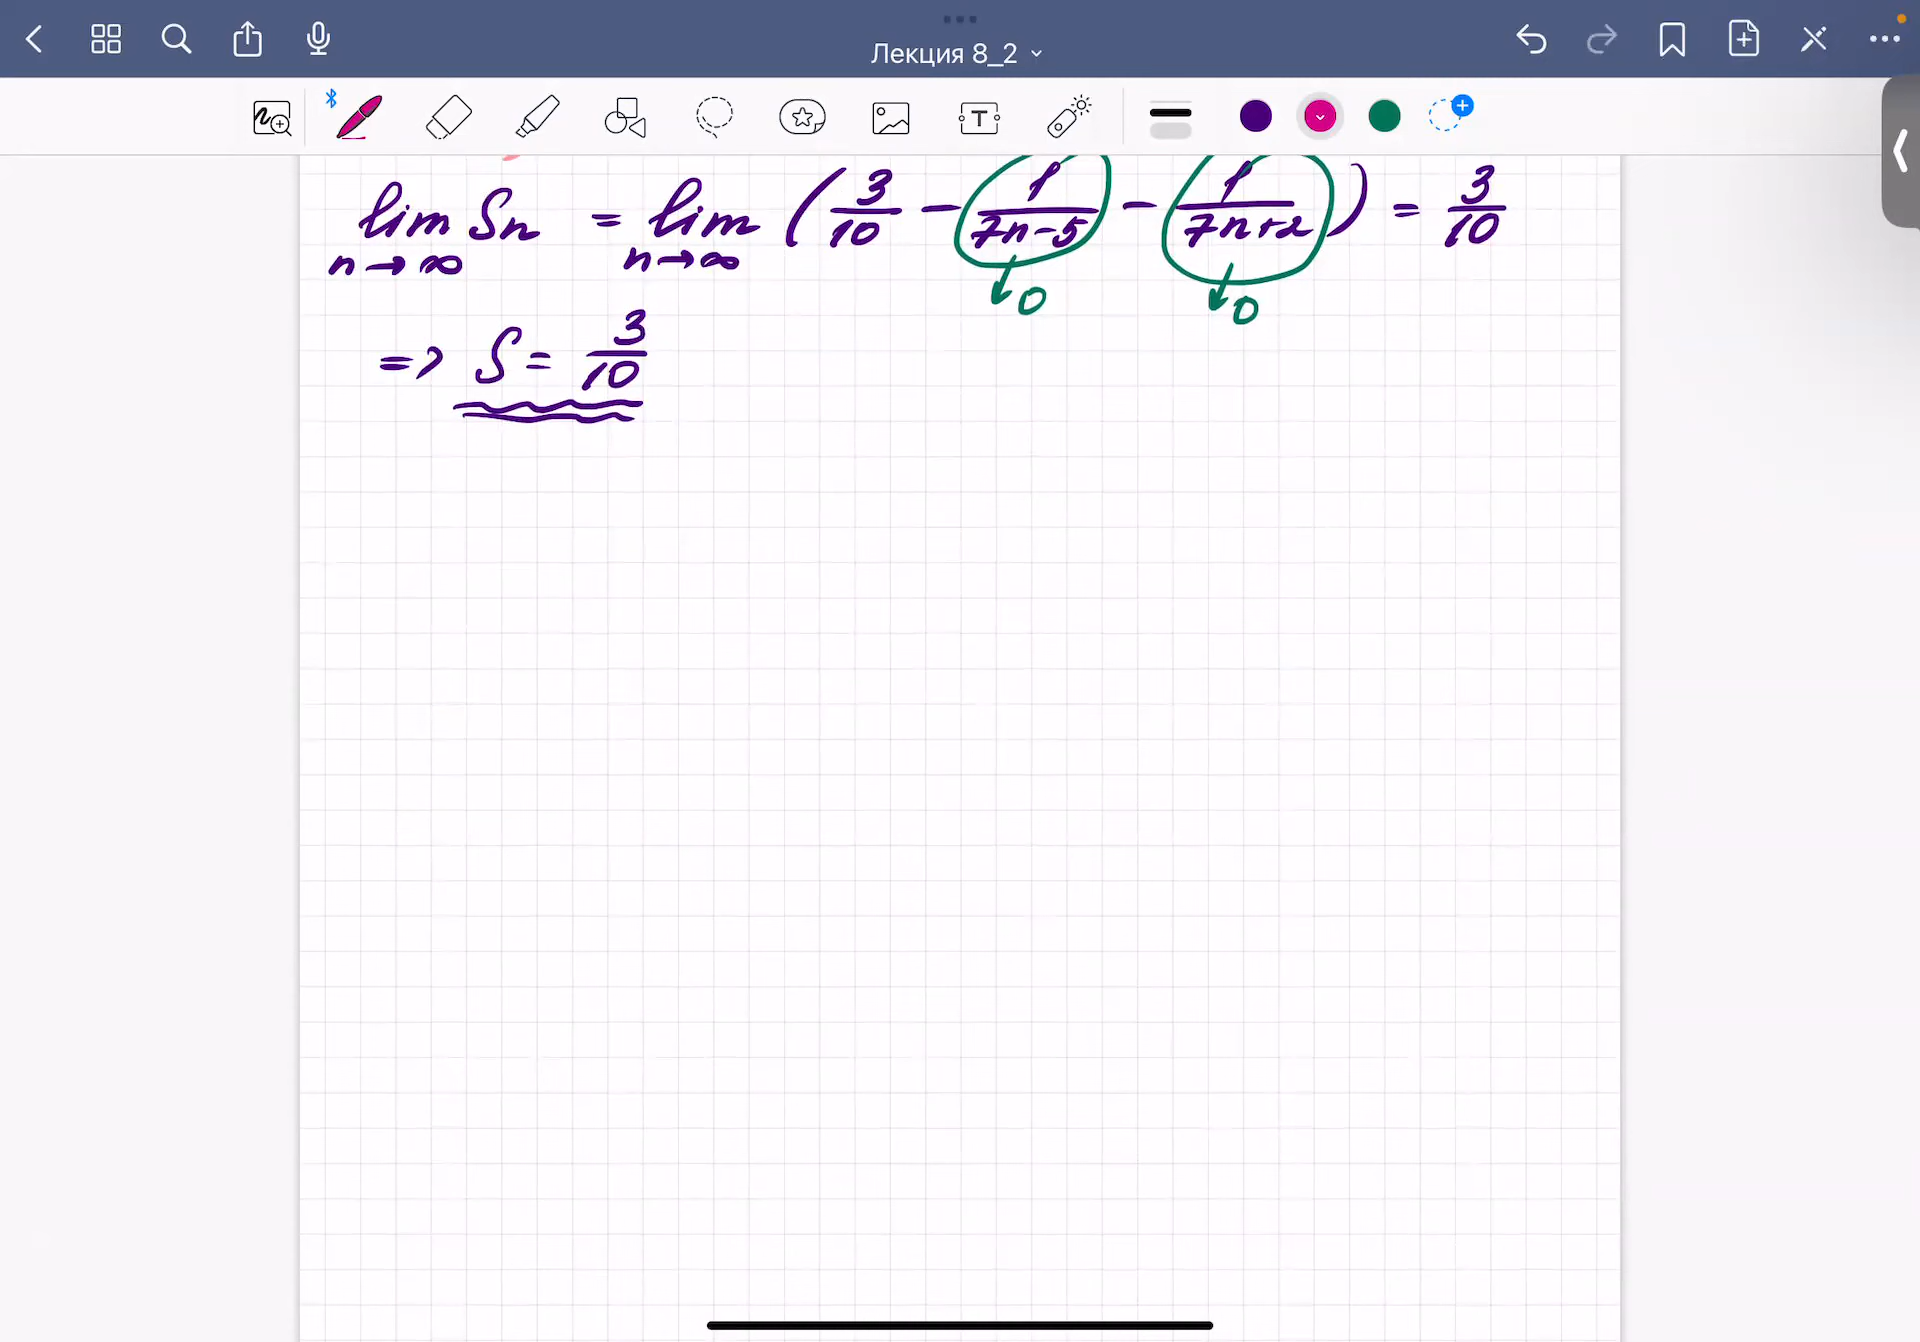 Лекция 8_2
lim Sn = lim (3/10 − 1/(7n−5) − 1/(7n+2)) = 3/10
n→∞ n→∞ ↓0 ↓0
=> S = 3/10